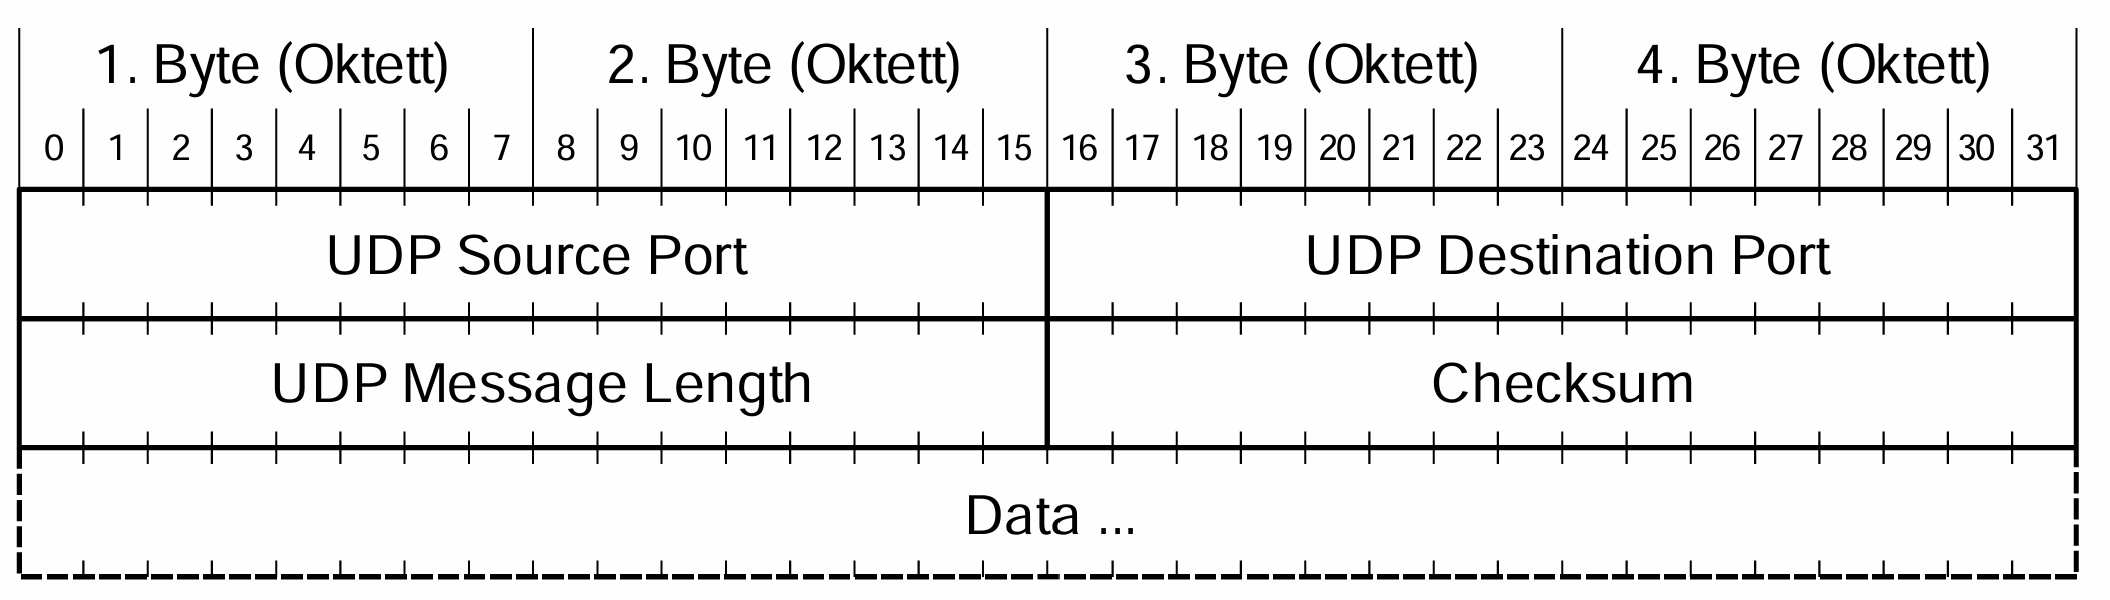 1. Byte (Oktett) 2. Byte (Oktett) 3. Byte (Oktett) 4. Byte (Oktett)
0 1 2 3 4 5 6 7 8 9 10 11 12 13 14 15 16 17 18 19 20 21 22 23 24 25 26 27 28 29 30 31
UDP Source Port UDP Destination Port
UDP Message Length Checksum
Data ...